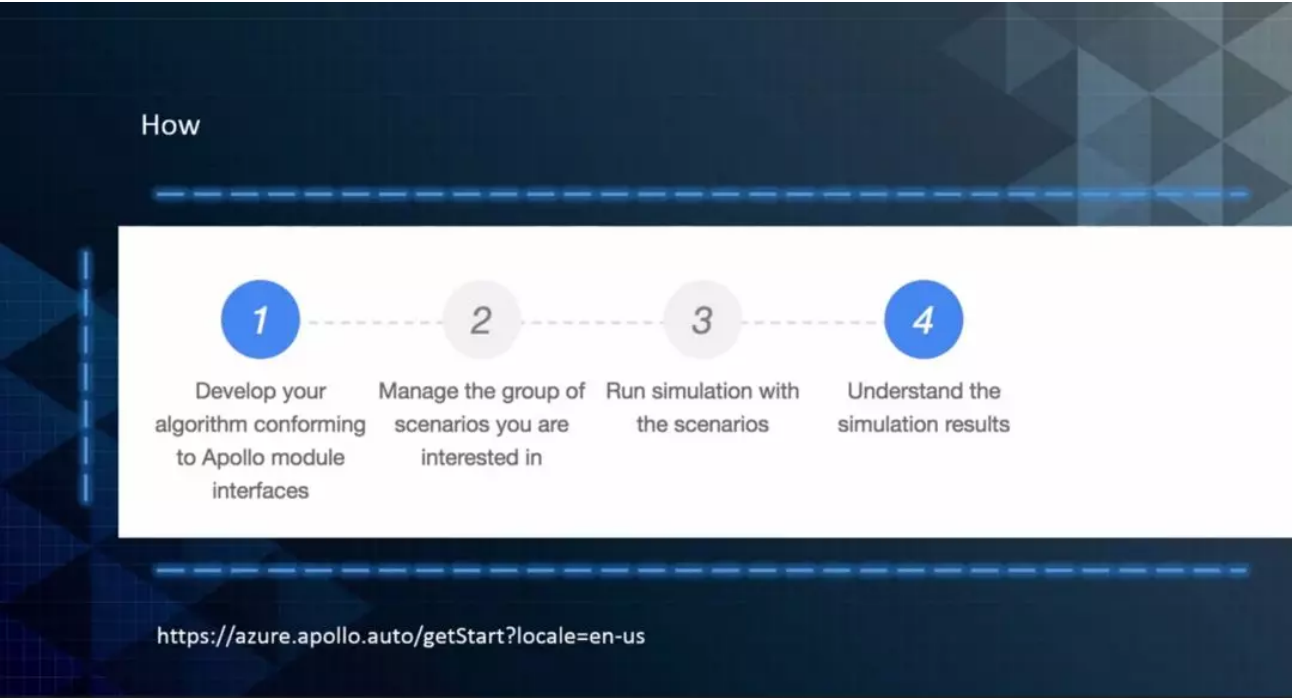 How
1
Develop your
algorithm conforming
to Apollo module
interfaces
2
Manage the group of
scenarios you are
interested in
3
Run simulation with
the scenarios
4
Understand the
simulation results
https://azure.apollo.auto/getStart?locale=en-us